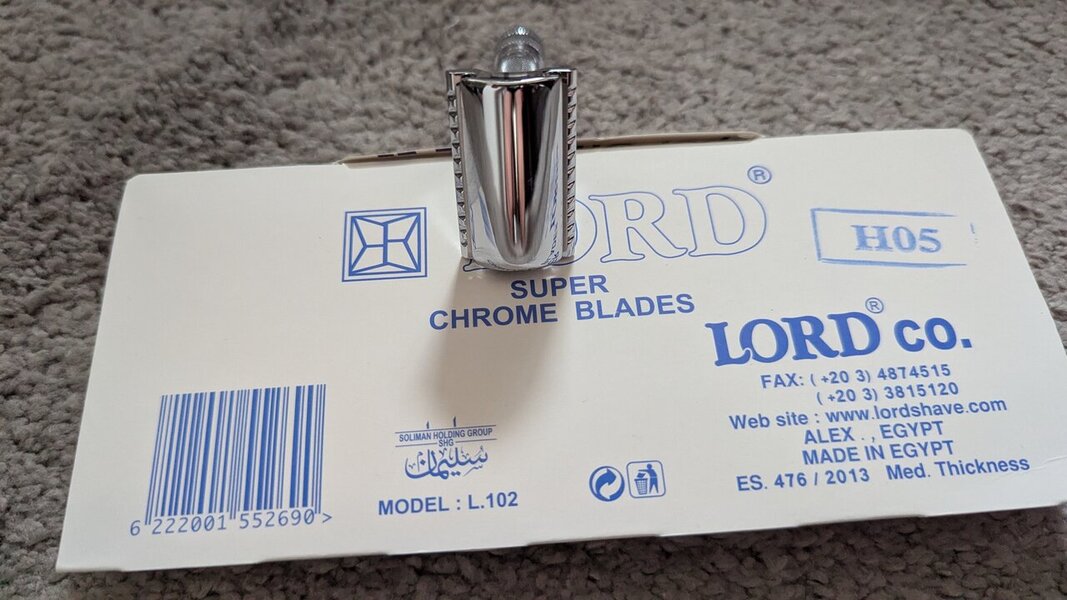 LORD®
SUPER
CHROME BLADES
H05
LORD® CO.
FAX: ( +20 3) 4874515
( +20 3) 3815120
Web site : www.lordshave.com
ALEX . , EGYPT
MADE IN EGYPT
ES. 476 / 2013 Med. Thickness
SOLIMAN HOLDING GROUP
SHG
سليمان
MODEL : L.102
6 222001 552690 >